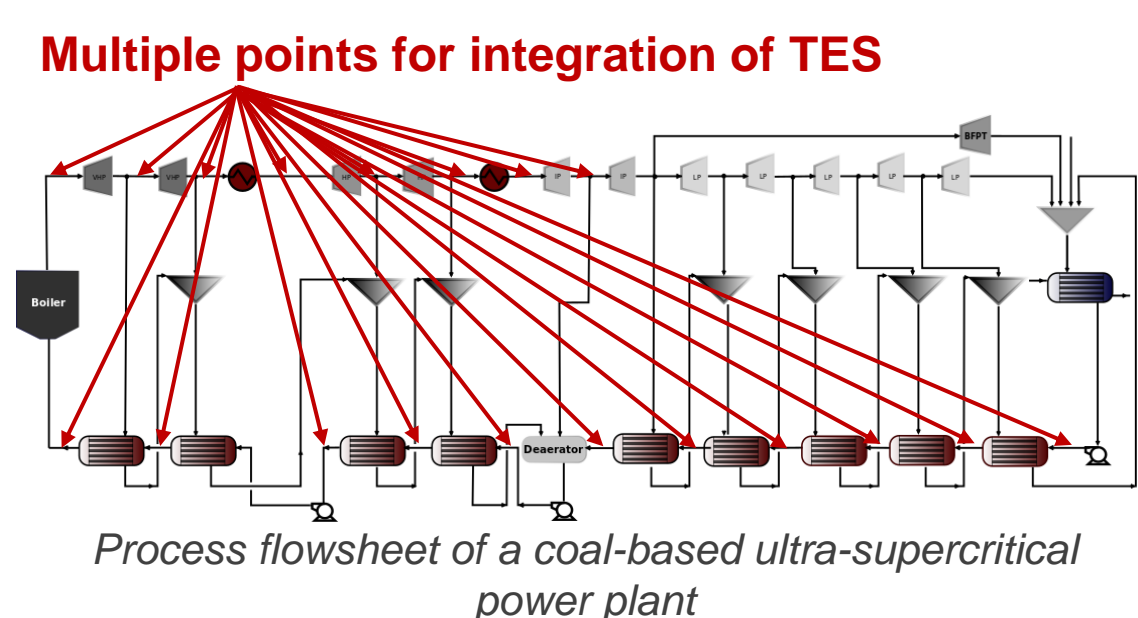 Multiple points for integration of TES
BFPT
VHP
VHP
HP
IP
IP
LP
LP
LP
LP
LP
Boiler
Deaerator
Process flowsheet of a coal-based ultra-supercritical
power plant